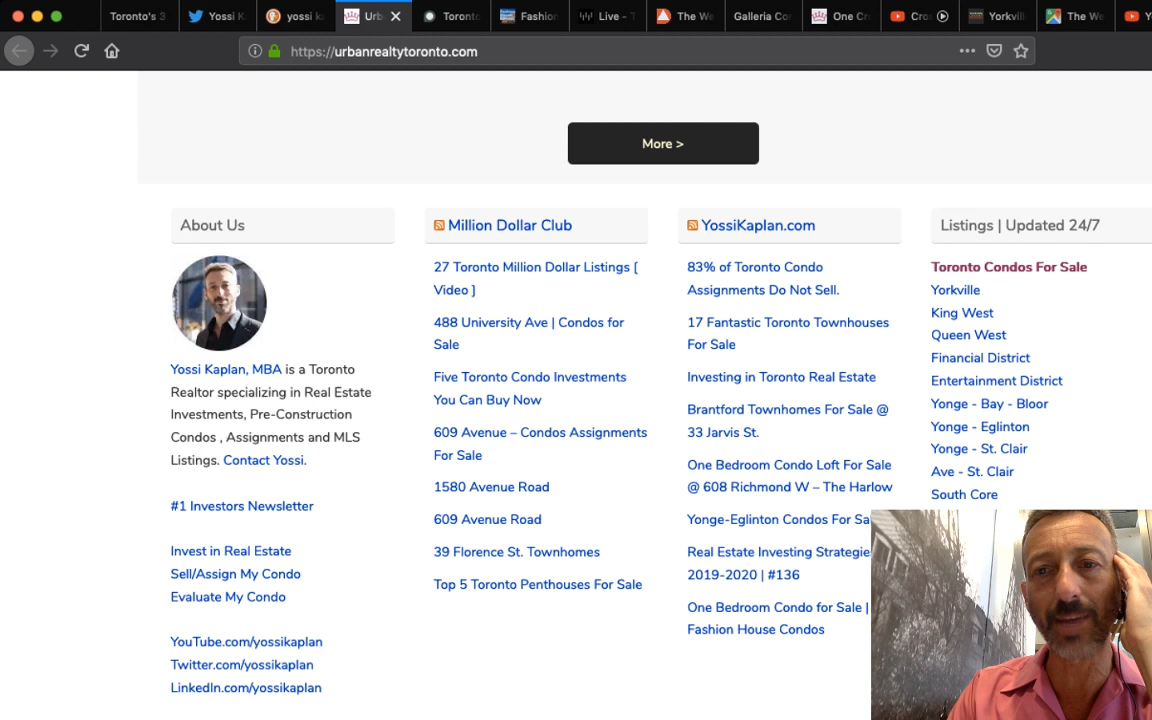 Toronto's 3
Yossi K
yossi ka
Urb
Toronto
Fashion
Live - T
The We
Galleria Co
One Cr
Cro
Yorkvill
The We
Yo
https://urbanrealtytoronto.com
More >
About Us
Yossi Kaplan, MBA is a Toronto
Realtor specializing in Real Estate
Investments, Pre-Construction
Condos , Assignments and MLS
Listings. Contact Yossi.
#1 Investors Newsletter
Invest in Real Estate
Sell/Assign My Condo
Evaluate My Condo
YouTube.com/yossikaplan
Twitter.com/yossikaplan
LinkedIn.com/yossikaplan
Million Dollar Club
27 Toronto Million Dollar Listings [
Video ]
488 University Ave | Condos for
Sale
Five Toronto Condo Investments
You Can Buy Now
609 Avenue – Condos Assignments
For Sale
1580 Avenue Road
609 Avenue Road
39 Florence St. Townhomes
Top 5 Toronto Penthouses For Sale
YossiKaplan.com
83% of Toronto Condo
Assignments Do Not Sell.
17 Fantastic Toronto Townhouses
For Sale
Investing in Toronto Real Estate
Brantford Townhomes For Sale @
33 Jarvis St.
One Bedroom Condo Loft For Sale
@ 608 Richmond W – The Harlow
Yonge-Eglinton Condos For Sa
Real Estate Investing Strategie
2019-2020 | #136
One Bedroom Condo for Sale |
Fashion House Condos
Listings | Updated 24/7
Toronto Condos For Sale
Yorkville
King West
Queen West
Financial District
Entertainment District
Yonge - Bay - Bloor
Yonge - Eglinton
Yonge - St. Clair
Ave - St. Clair
South Core